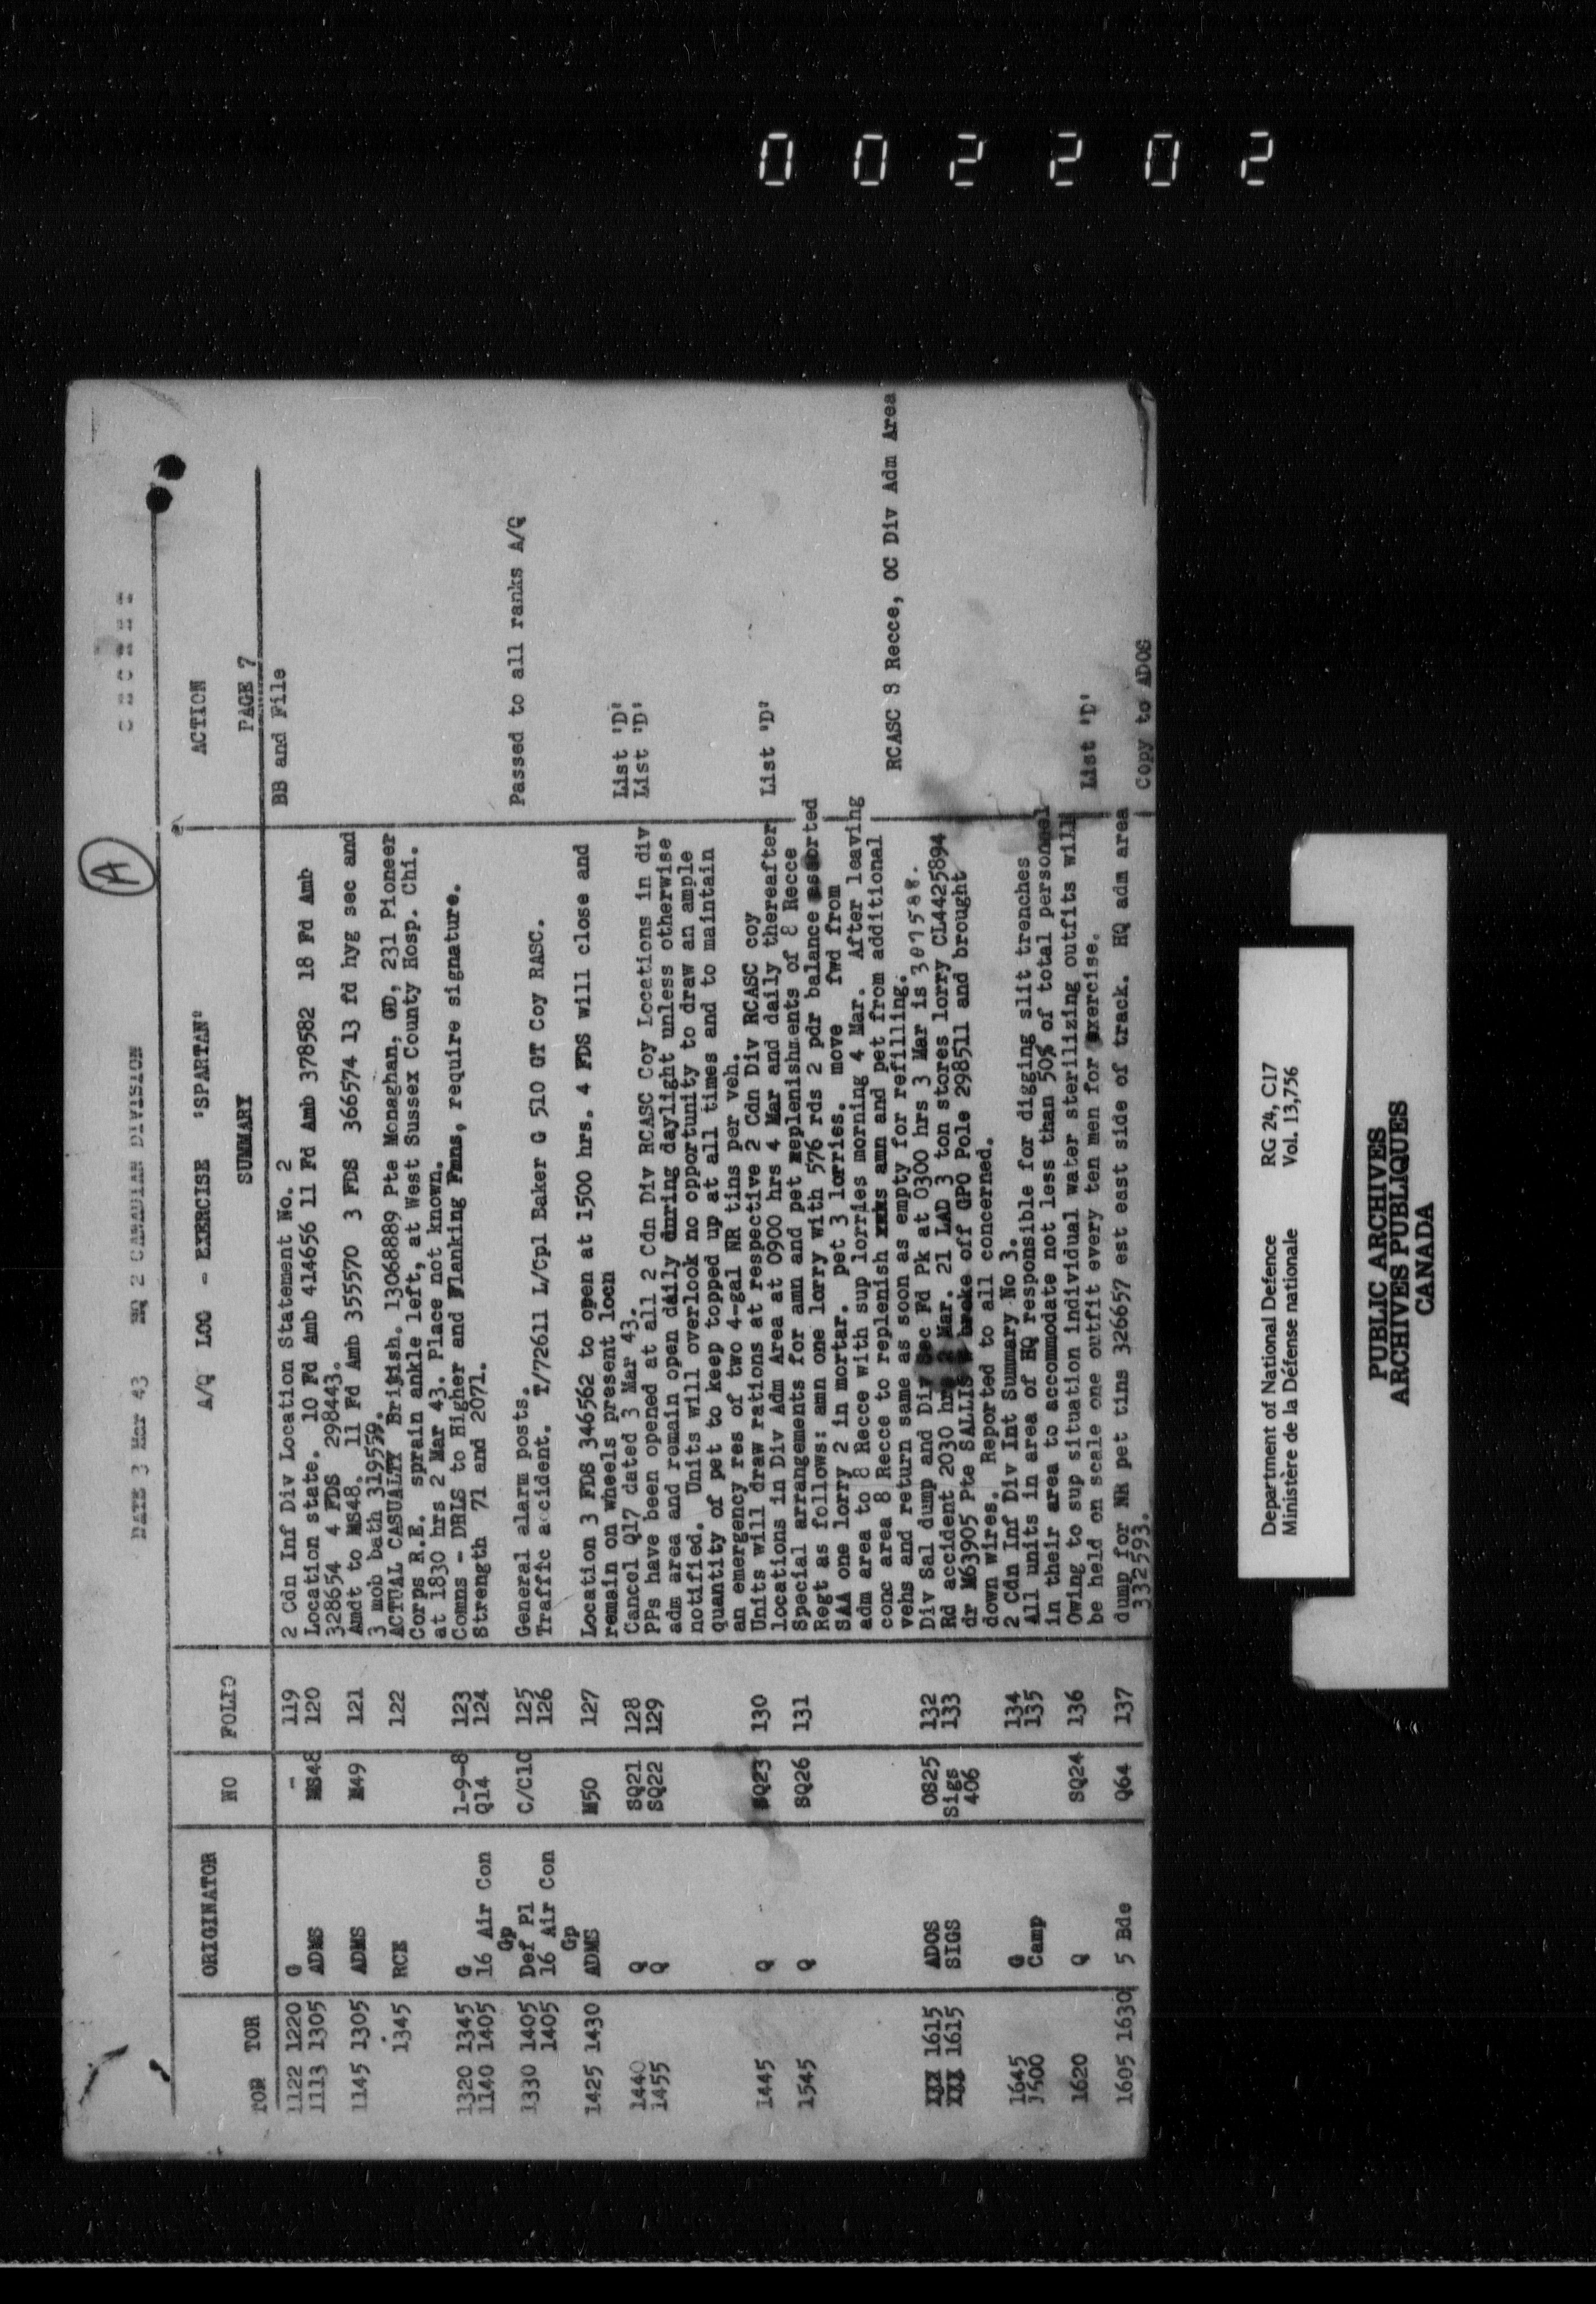 002202
DATE 3 Mar 43 HQ 2 CANADIAN DIVISION
A
A/Q LOG - EXERCISE 'SPARTAN'
TOR TOR ORIGINATOR NO FOLIO SUMMARY ACTION
PAGE 7
1122 1220 G - 119 2 Cdn Inf Div Location Statement No. 2 BB and File
1113 1305 ADMS MS48 120 Location state. 10 Fd Amb 414656 11 Fd Amb 378582 18 Fd Amb
328654 4 FDS 298443.
1145 1305 ADMS M49 121 Amdt to MS48. 11 Fd Amb 355570 3 FDS 366574 13 fd hyg sec and
3 mob bath 319559.
1345 RCE 122 ACTUAL CASUALTY British. 13068889 Pte Monaghan, GD, 231 Pioneer
Corps R.E. sprain ankle left, at West Sussex County Hosp. Chi.
at 1830 hrs 2 Mar 43. Place not known.
1320 1345 G 1-9-8 123 Comns - DRLS to Higher and Flanking Fmns, require signature.
1140 1405 16 Air Con Gp Q14 124 Strength 71 and 2071.
1330 1405 Def Pl C/C10 125 General alarm posts. Passed to all ranks A/Q
1405 16 Air Con Gp 126 Traffic accident. T/72611 L/Cpl Baker G 510 GT Coy RASC.
1425 1430 ADMS M50 127 Location 3 FDS 346562 to open at 1500 hrs. 4 FDS will close and
remain on wheels present locn
1440 Q SQ21 128 Cancel Q17 dated 3 Mar 43. List 'D'
1455 Q SQ22 129 PPs have been opened at all 2 Cdn Div RCASC Coy Locations in div List 'D'
adm area and remain open daily during daylight unless otherwise
notified. Units will overlook no opportunity to draw an ample
quantity of pet to keep topped up at all times and to maintain
an emergency res of two 4-gal NR tins per veh.
1445 Q SQ23 130 Units will draw rations at respective 2 Cdn Div RCASC coy List 'D'
locations in Div Adm Area at 0900 hrs 4 Mar and daily thereafter
1545 Q SQ26 131 Special arrangements for amn and pet replenishments of 8 Recce
Regt as follows: amn one lorry with 576 rds 2 pdr balance assorted
SAA one lorry 2 in mortar. pet 3 lorries. move fwd from
adm area to 8 Recce with sup lorries morning 4 Mar. After leaving
conc area 8 Recce to replenish amn and pet from additional RCASC 8 Recce, OC Div Adm Area
vehs and return same as soon as empty for refilling.
XXX 1615 ADOS 0825 132 Div Sal dump and Div Sec Fd Pk at 0300 hrs 3 Mar is 307588.
XXX 1615 SIGS Sigs 406 133 Rd accident 2030 hrs 2 Mar. 21 LAD 3 ton stores lorry CL4425894
dr M63905 Pte SALLIS broke off GPO Pole 298511 and brought
down wires. Reported to all concerned.
1645 G 134 2 Cdn Inf Div Int Summary No 3.
1500 Camp 135 All units in area of HQ responsible for digging slit trenches
in their area to accommodate not less than 50% of total personnel
1620 Q SQ24 136 Owing to sup situation individual water sterilizing outfits will List 'D'
be held on scale one outfit every ten men for exercise.
1605 1630 5 Bde Q64 137 dump for NR pet tins 326657 est east side of track. HQ adm area Copy to ADOS
332593.
Department of National Defence RG 24, C17
Ministère de la Défense nationale Vol. 13,756
PUBLIC ARCHIVES
ARCHIVES PUBLIQUES
CANADA